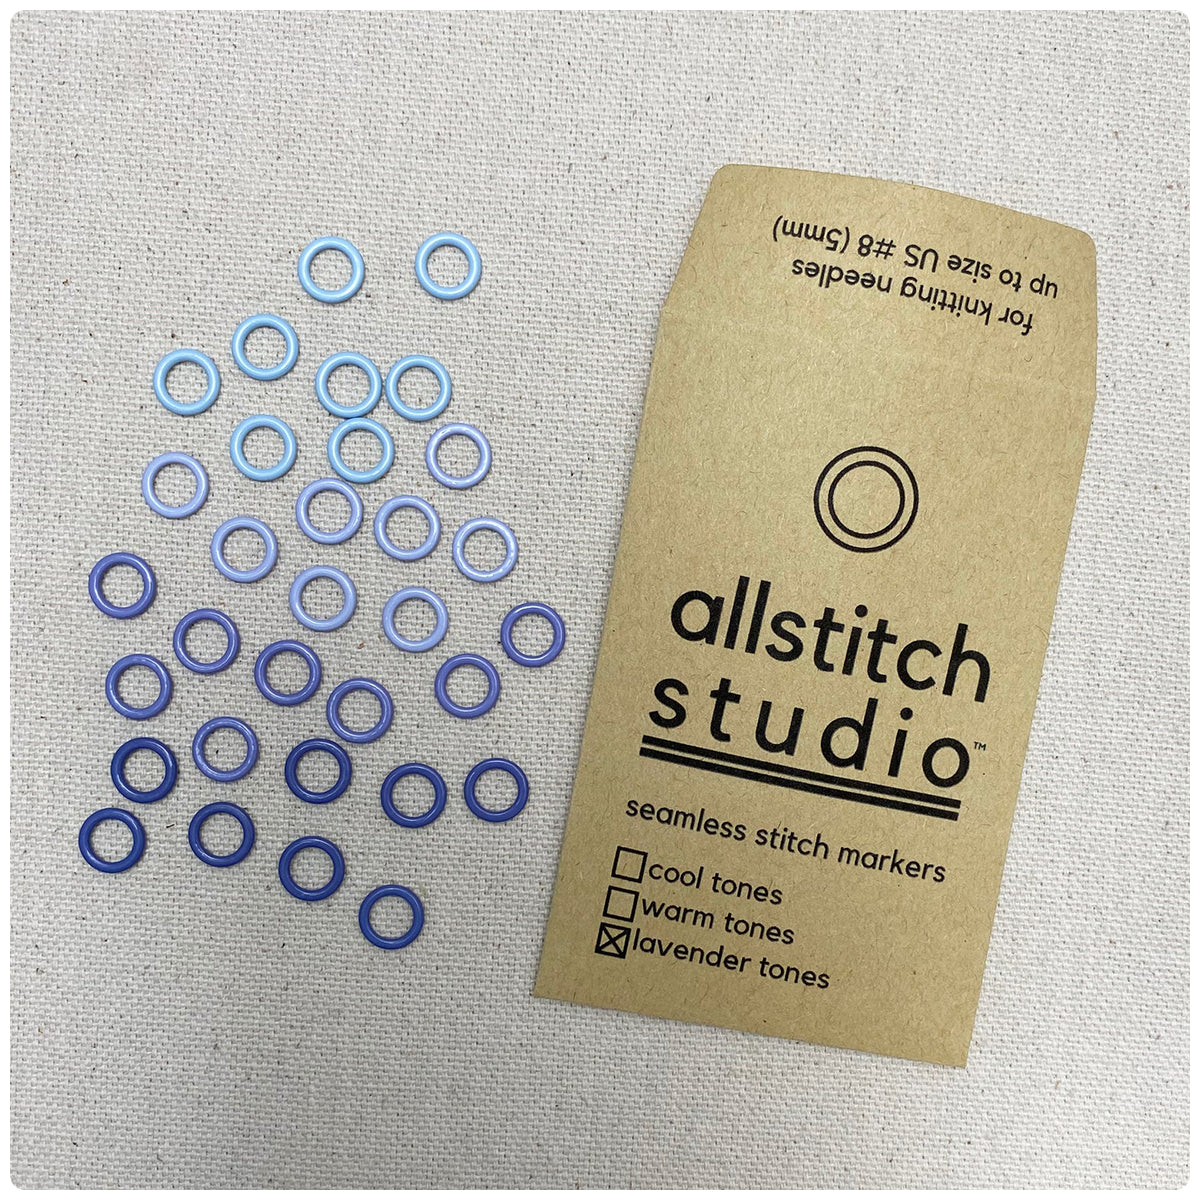 for knitting needles
up to size US #8 (5mm)
allstitch
studio™
seamless stitch markers
cool tones
warm tones
lavender tones